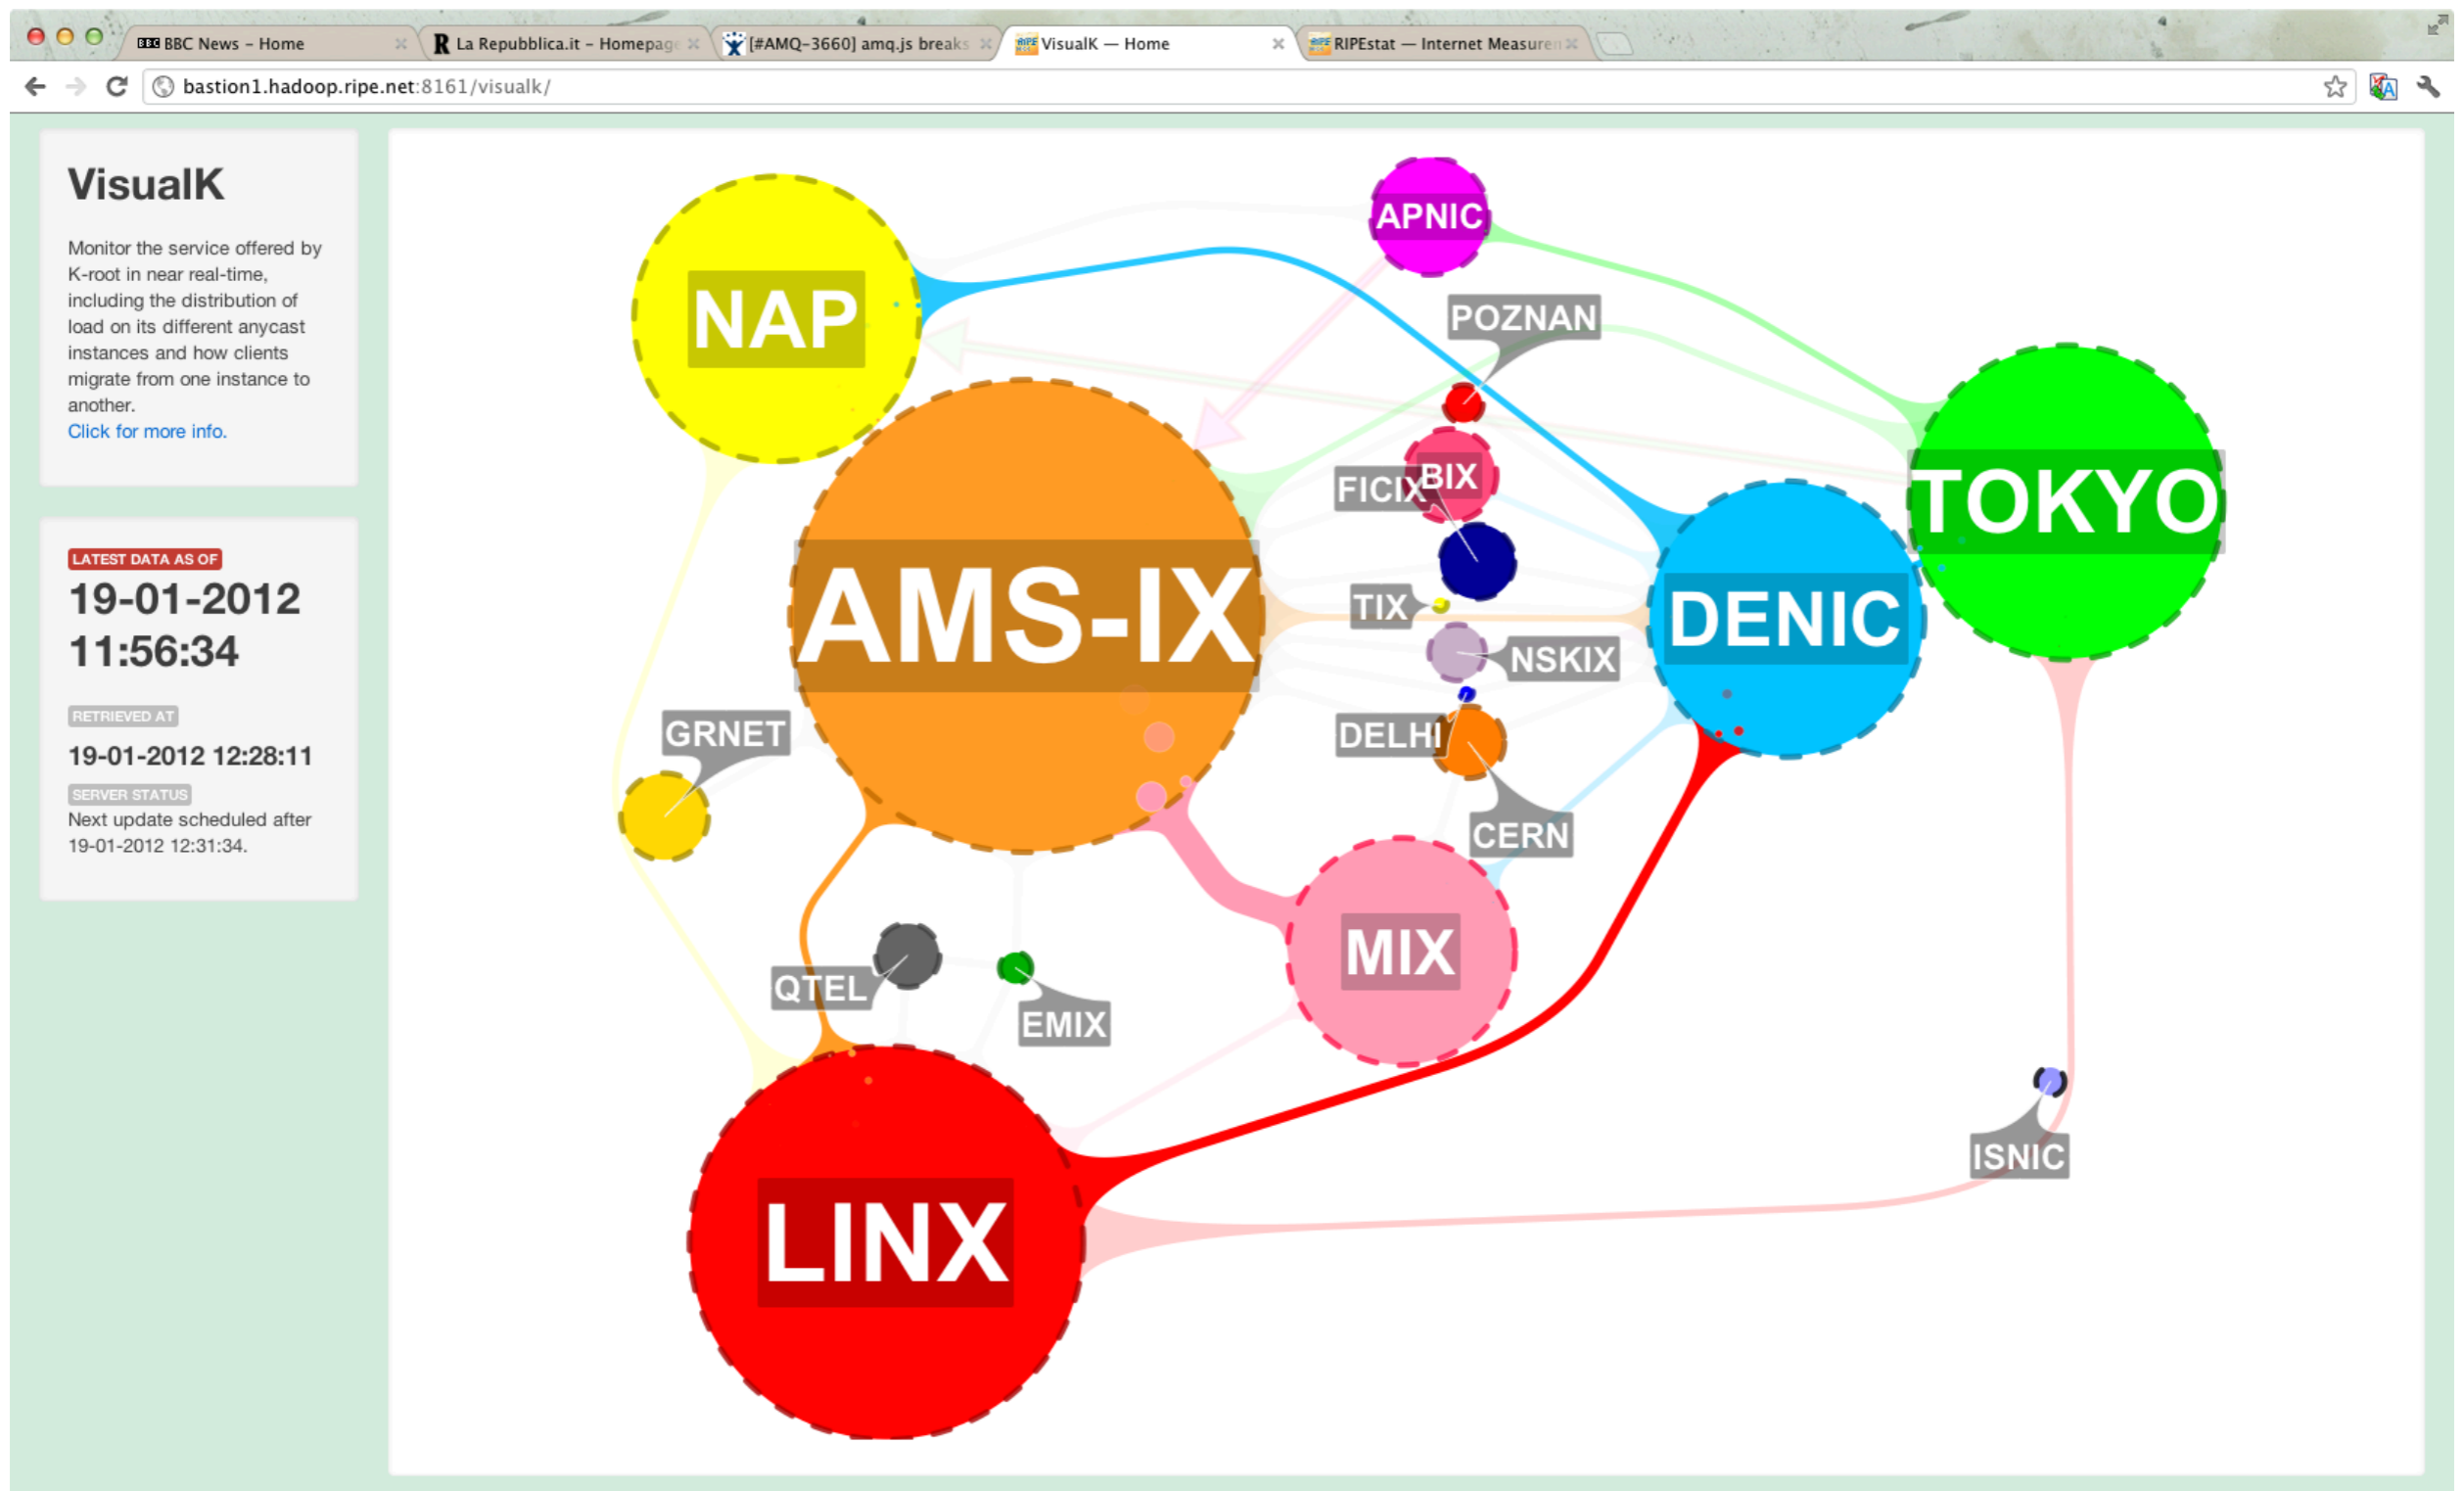 BBC BBC News – Home
R La Repubblica.it – Homepage
[#AMQ-3660] amq.js breaks
VisualK — Home
RIPEstat — Internet Measurem
bastion1.hadoop.ripe.net:8161/visualk/
VisualK
Monitor the service offered by
K-root in near real-time,
including the distribution of
load on its different anycast
instances and how clients
migrate from one instance to
another.
Click for more info.
LATEST DATA AS OF
19-01-2012
11:56:34
RETRIEVED AT
19-01-2012 12:28:11
SERVER STATUS
Next update scheduled after
19-01-2012 12:31:34.
APNIC
NAP
POZNAN
BIX
FICIX
TOKYO
AMS-IX
TIX
DENIC
NSKIX
GRNET
DELHI
CERN
MIX
QTEL
EMIX
ISNIC
LINX